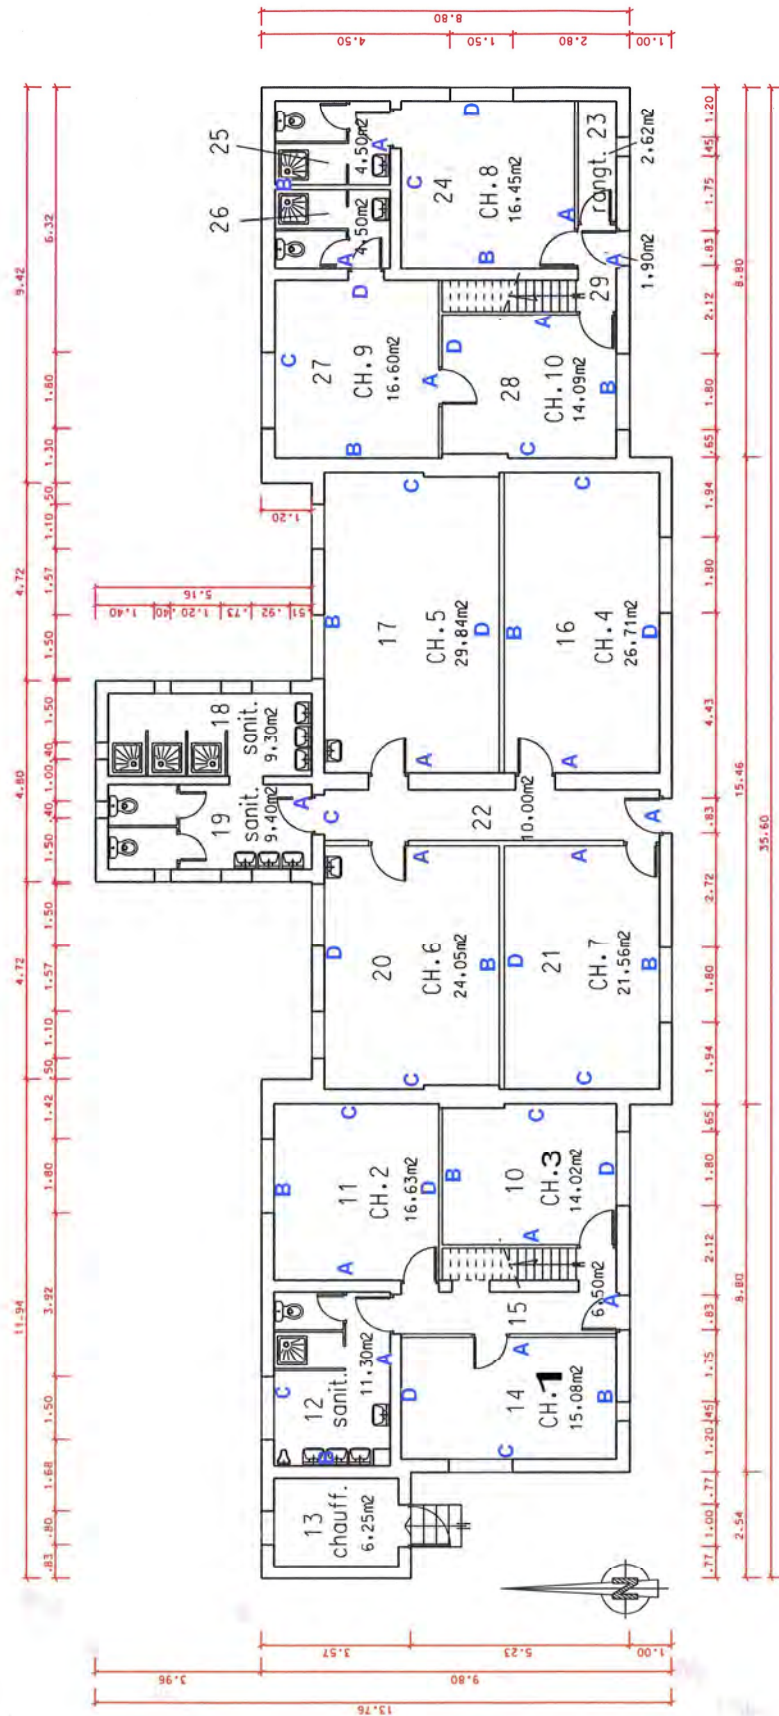 9.42
6.32
1.80
1.30
4.72
.50
1.10
1.57
1.50
4.80
1.50
.40
1.00
.40
1.50
4.72
1.50
1.57
1.10
.50
11.94
1.42
1.80
3.92
1.50
1.68
.80
.83
8.80
4.50
1.50
2.80
1.00
1.20
5.16
1.40
.40
1.20
.73
.92
.51
25
4.50m2
26
4.50m2
24
CH.8
16.45m2
rangt. 23
2.62m2
1.90m2
29
27
CH.9
16.60m2
28
CH.10
14.09m2
17
CH.5
29.84m2
16
CH.4
26.71m2
18
sanit.
9.30m2
19
sanit.
9.40m2
22
10.00m2
20
CH.6
24.05m2
21
CH.7
21.56m2
11
CH.2
16.63m2
10
CH.3
14.02m2
15
6.50m2
12
sanit.
11.30m2
14
CH.1
15.08m2
13
chauff.
6.25m2
A
B
C
D
A
B
C
D
A
B
C
D
A
B
C
D
A
B
C
D
A
B
C
D
A
B
C
D
A
B
C
D
A
B
C
D
A
B
C
D
A
B
C
A
A
B
A
A
A
C
A
N
1.20
.45
1.75
.83
2.12
1.80
.65
1.94
1.80
4.43
.83
2.72
1.80
1.94
.65
1.80
2.12
.83
1.75
.45
1.20
.77
1.00
.77
8.80
15.46
8.80
2.54
35.60
3.57
5.23
1.00
3.96
9.80
13.76